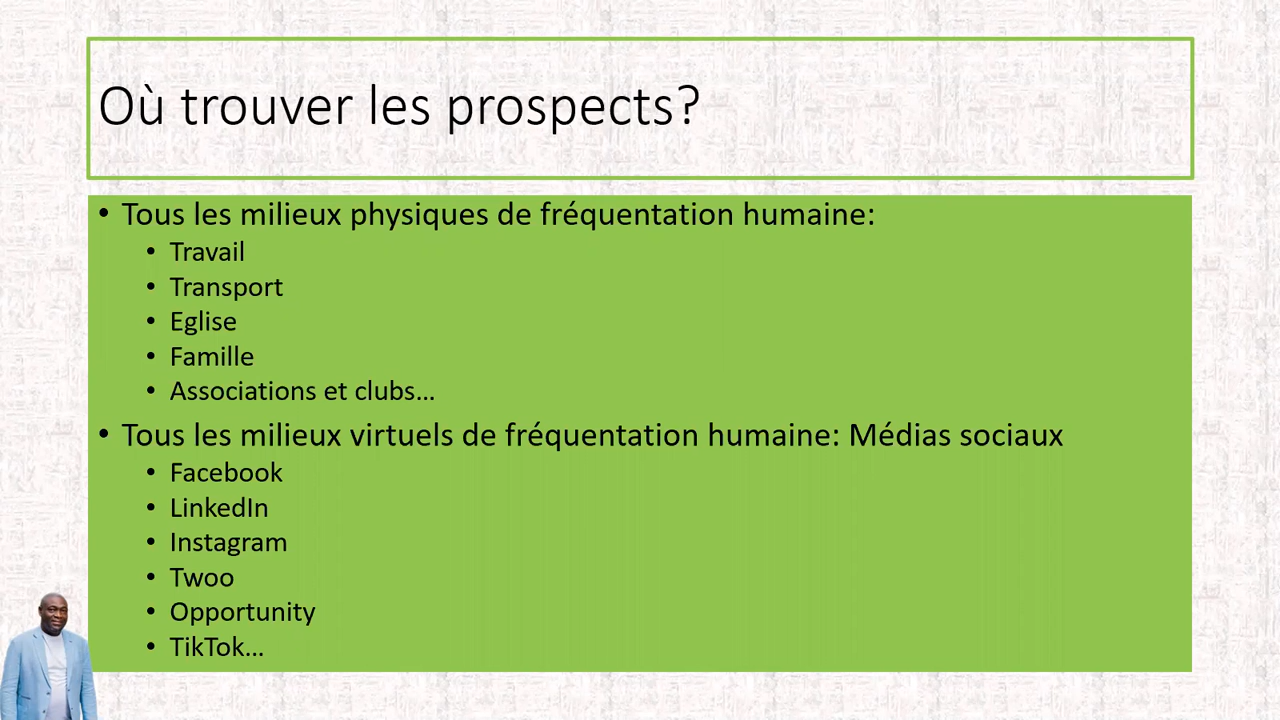 Où trouver les prospects?
• Tous les milieux physiques de fréquentation humaine:
• Travail
• Transport
• Eglise
• Famille
• Associations et clubs…
• Tous les milieux virtuels de fréquentation humaine: Médias sociaux
• Facebook
• LinkedIn
• Instagram
• Twoo
• Opportunity
• TikTok…